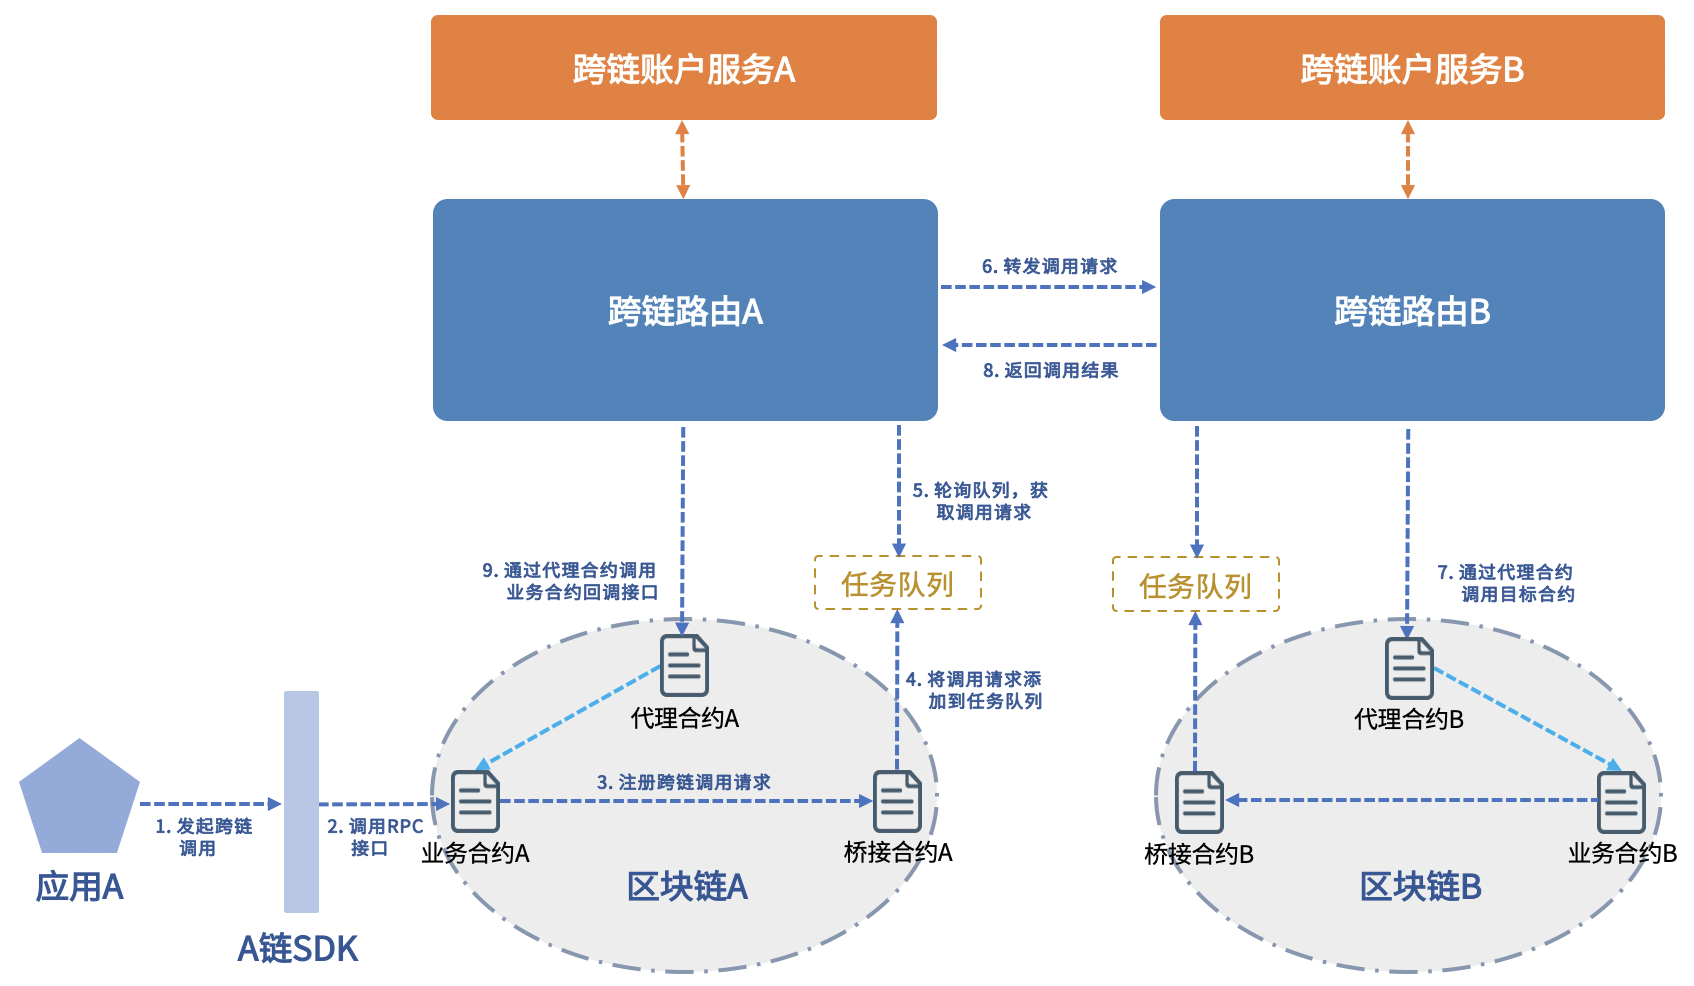 跨链账户服务A
跨链账户服务B
跨链路由A
6. 转发调用请求
跨链路由B
8. 返回调用结果
5. 轮询队列，获
取调用请求
9. 通过代理合约调用
业务合约回调接口
任务队列
任务队列
7. 通过代理合约
调用目标合约
4. 将调用请求添
加到任务队列
代理合约A
代理合约B
3. 注册跨链调用请求
1. 发起跨链
调用
2. 调用RPC
接口
业务合约A
桥接合约A
桥接合约B
业务合约B
应用A
区块链A
区块链B
A链SDK